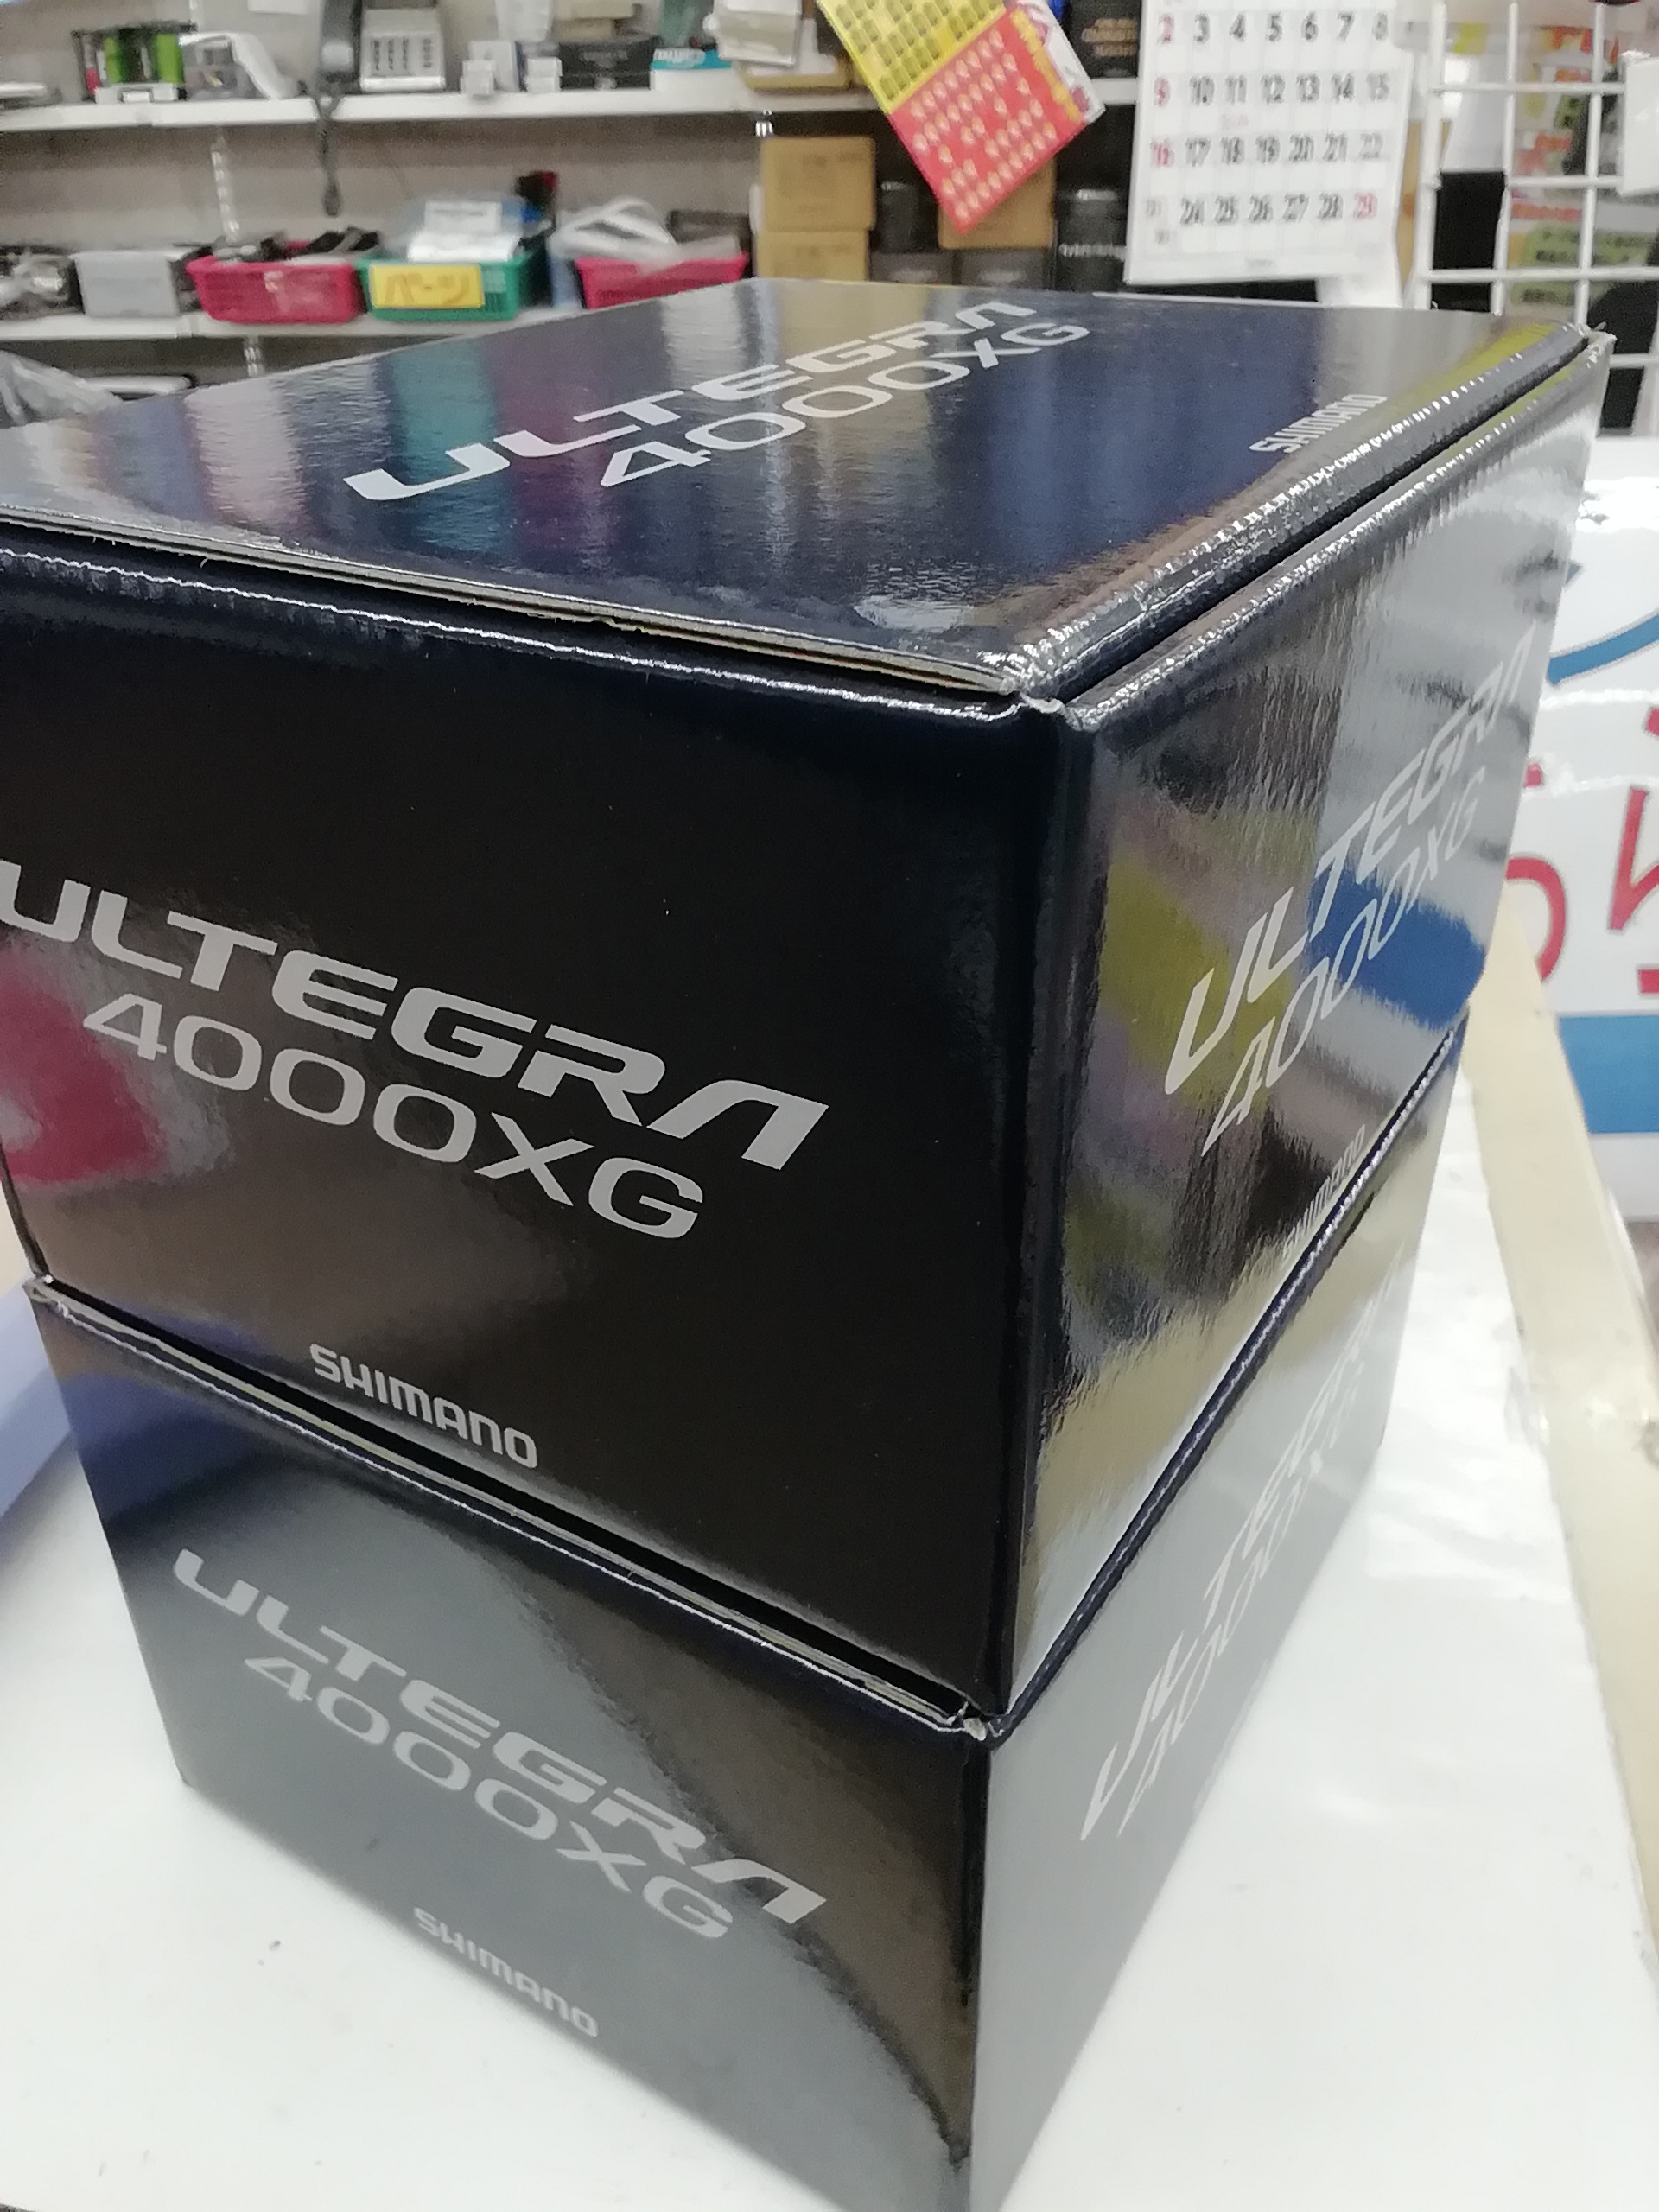 2 3 4 5 6 7 8
9 10 11 12 13 14 15
16 17 18 19 20 21 22
24 25 26 27 28 29
パーツ
ULTEGRA
4000XG
SHIMANO
ULTEGRA
4000XG
SHIMANO
ULTEGRA
4000XG
SHIMANO
ULTEGRA
4000XG
SHIMANO
ULTEGRA
4000XG